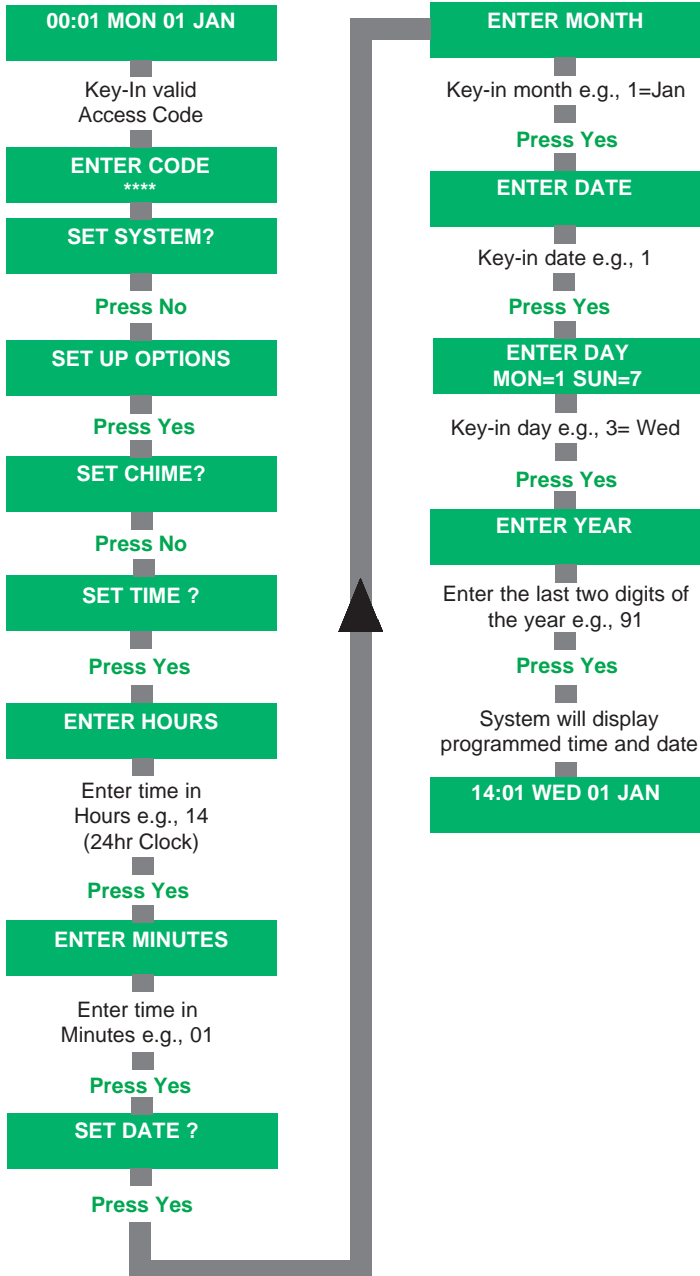 00:01 MON 01 JAN
Key-In valid
Access Code
ENTER CODE
****
SET SYSTEM?
Press No
SET UP OPTIONS
Press Yes
SET CHIME?
Press No
SET TIME ?
Press Yes
ENTER HOURS
Enter time in
Hours e.g., 14
(24hr Clock)
Press Yes
ENTER MINUTES
Enter time in
Minutes e.g., 01
Press Yes
SET DATE ?
Press Yes
ENTER MONTH
Key-in month e.g., 1=Jan
Press Yes
ENTER DATE
Key-in date e.g., 1
Press Yes
ENTER DAY
MON=1 SUN=7
Key-in day e.g., 3= Wed
Press Yes
ENTER YEAR
Enter the last two digits of
the year e.g., 91
Press Yes
System will display
programmed time and date
14:01 WED 01 JAN